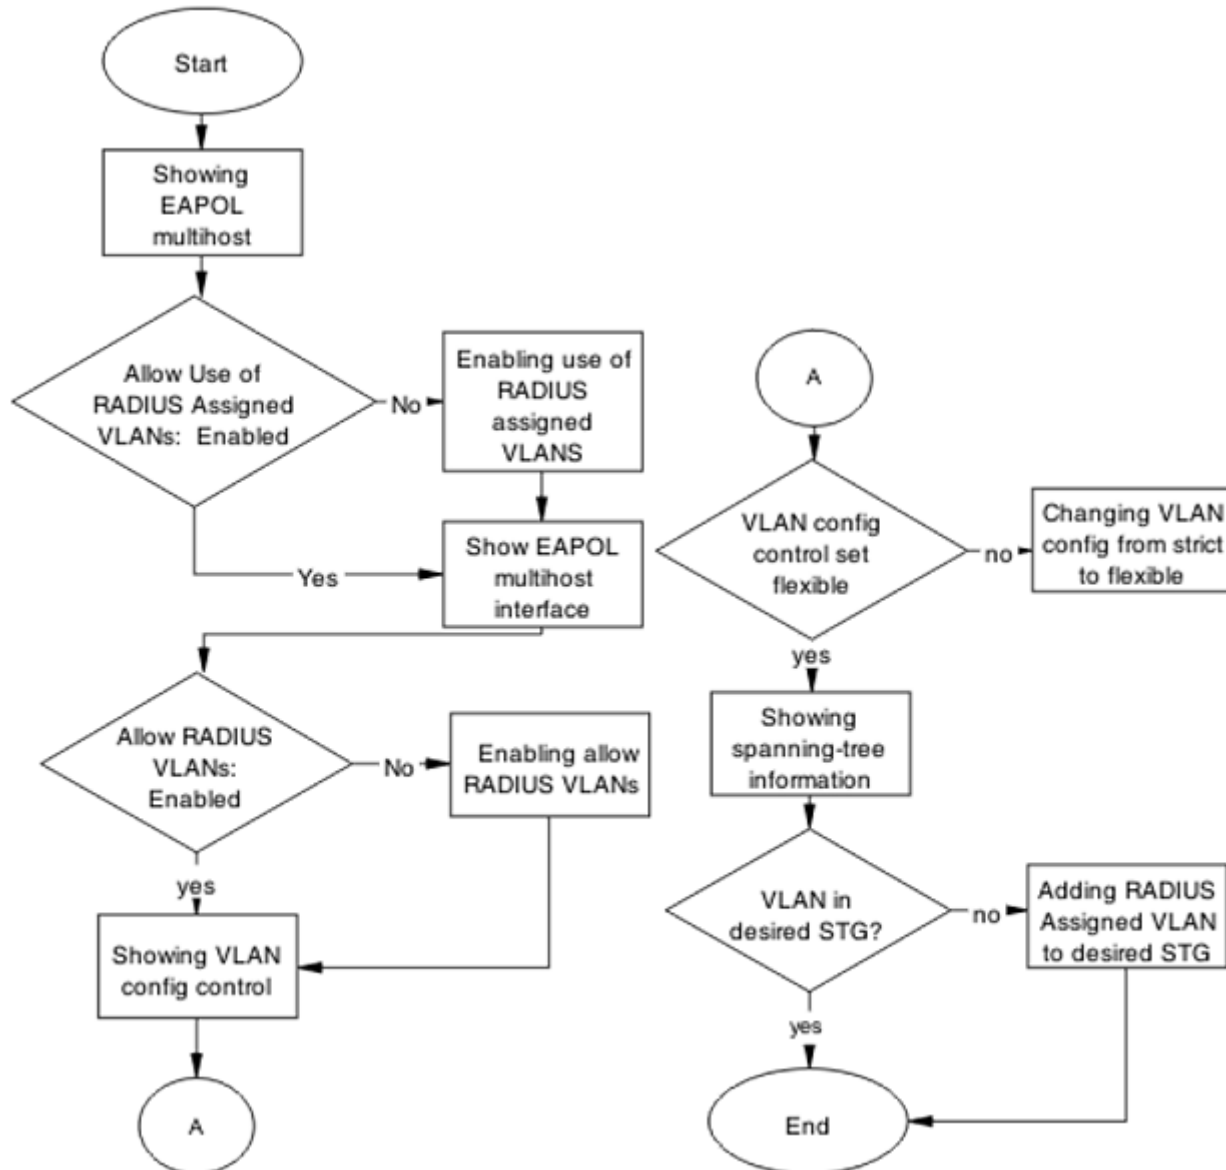 Start
Showing
EAPOL
multihost
Allow Use of
RADIUS Assigned
VLANs: Enabled
No
Enabling use of
RADIUS
assigned
VLANS
Yes
Show EAPOL
multihost
interface
Allow RADIUS
VLANs:
Enabled
No
Enabling allow
RADIUS VLANs
yes
Showing VLAN
config control
A
A
VLAN config
control set
flexible
no
Changing VLAN
config from strict
to flexible
yes
Showing
spanning-tree
information
VLAN in
desired STG?
no
Adding RADIUS
Assigned VLAN
to desired STG
yes
End